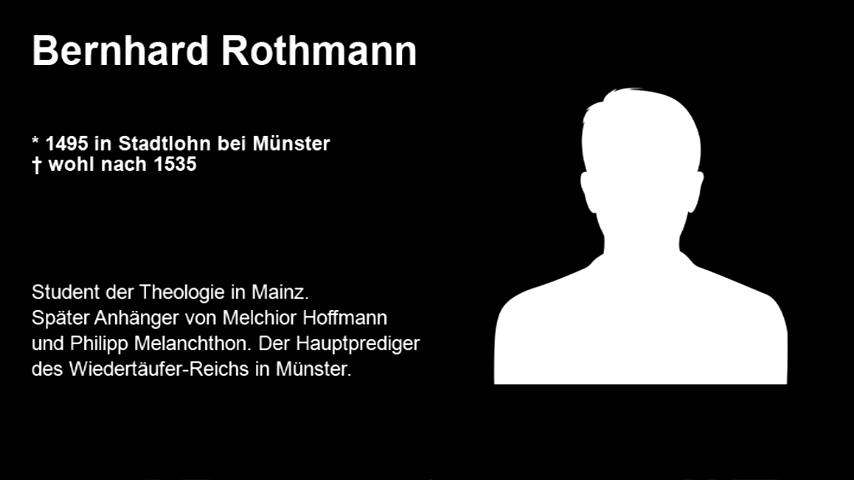 Bernhard Rothmann
* 1495 in Stadtlohn bei Münster
† wohl nach 1535
Student der Theologie in Mainz.
Später Anhänger von Melchior Hoffmann
und Philipp Melanchthon. Der Hauptprediger
des Wiedertäufer-Reichs in Münster.